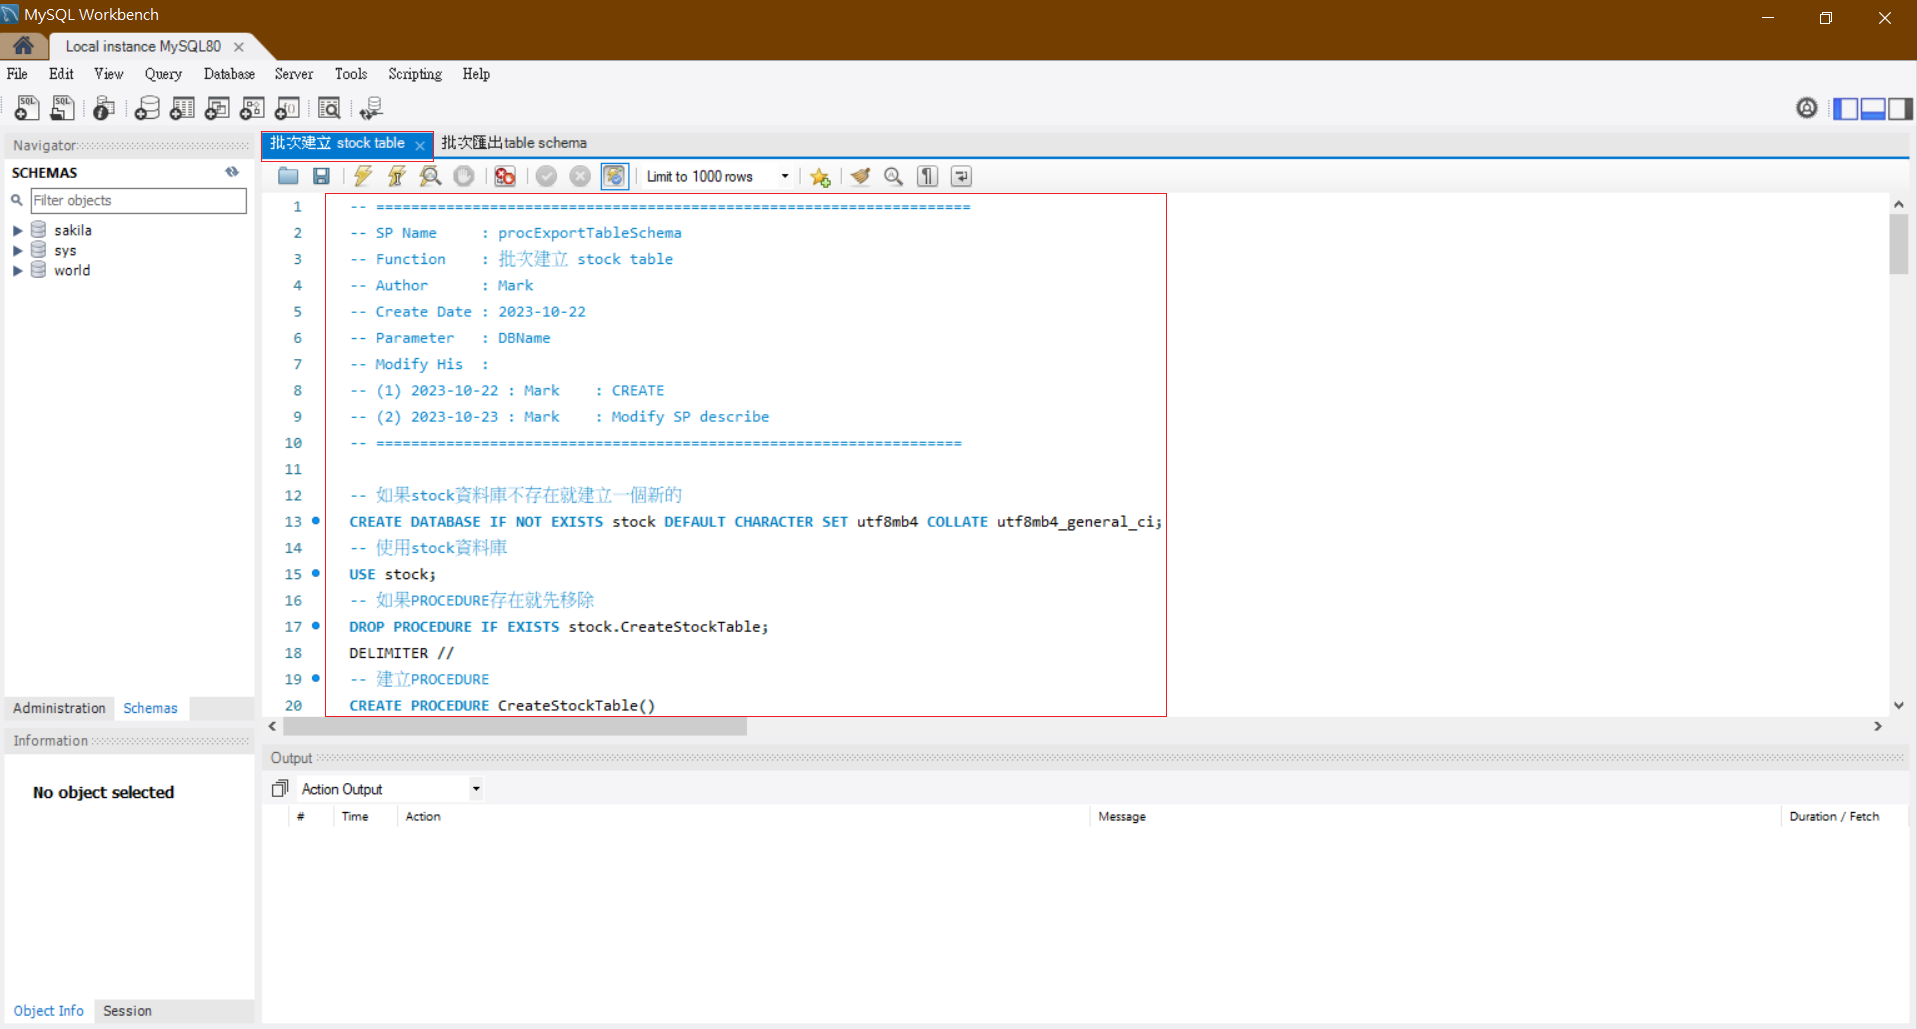 MySQL Workbench
Local instance MySQL80
File Edit View Query Database Server Tools Scripting Help
Navigator
SCHEMAS
Filter objects
sakila
sys
world
Administration Schemas
Information
No object selected
Object Info Session
批次建立 stock table 批次匯出table schema
Limit to 1000 rows
1 -- ====================================================================
2 -- SP Name     : procExportTableSchema
3 -- Function    : 批次建立 stock table
4 -- Author      : Mark
5 -- Create Date : 2023-10-22
6 -- Parameter   : DBName
7 -- Modify His  :
8 -- (1) 2023-10-22 : Mark    : CREATE
9 -- (2) 2023-10-23 : Mark    : Modify SP describe
10 -- ===================================================================
11
12 -- 如果stock資料庫不存在就建立一個新的
13 CREATE DATABASE IF NOT EXISTS stock DEFAULT CHARACTER SET utf8mb4 COLLATE utf8mb4_general_ci;
14 -- 使用stock資料庫
15 USE stock;
16 -- 如果PROCEDURE存在就先移除
17 DROP PROCEDURE IF EXISTS stock.CreateStockTable;
18 DELIMITER //
19 -- 建立PROCEDURE
20 CREATE PROCEDURE CreateStockTable()
Output
Action Output
# Time Action Message Duration / Fetch